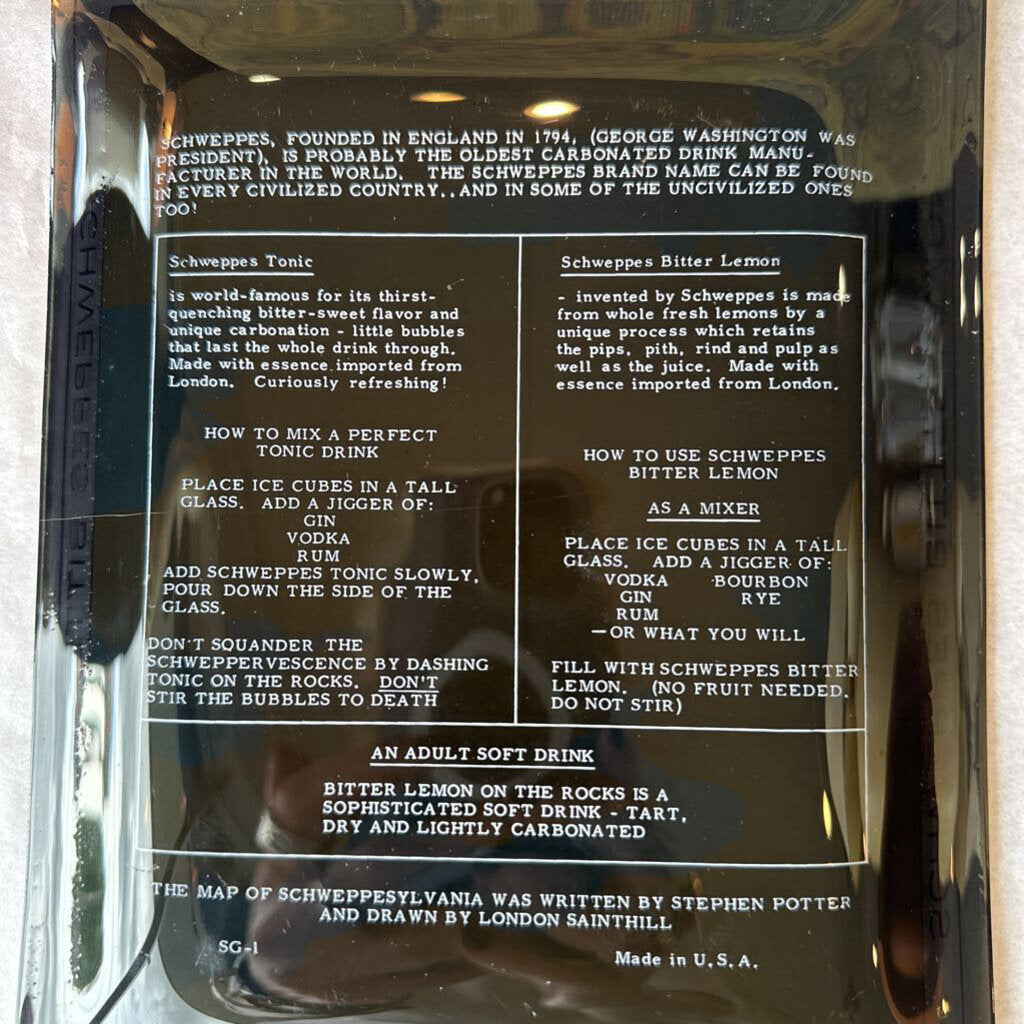 SCHWEPPES, FOUNDED IN ENGLAND IN 1794, (GEORGE WASHINGTON WAS
PRESIDENT), IS PROBABLY THE OLDEST CARBONATED DRINK MANU-
FACTURER IN THE WORLD. THE SCHWEPPES BRAND NAME CAN BE FOUND
IN EVERY CIVILIZED COUNTRY.. AND IN SOME OF THE UNCIVILIZED ONES
TOO!
Schweppes Tonic
is world-famous for its thirst-
quenching bitter-sweet flavor and
unique carbonation - little bubbles
that last the whole drink through.
Made with essence imported from
London. Curiously refreshing!
HOW TO MIX A PERFECT
TONIC DRINK
PLACE ICE CUBES IN A TALL
GLASS. ADD A JIGGER OF:
GIN
VODKA
RUM
ADD SCHWEPPES TONIC SLOWLY,
POUR DOWN THE SIDE OF THE
GLASS.
DON'T SQUANDER THE
SCHWEPPERVESCENCE BY DASHING
TONIC ON THE ROCKS. DON'T
STIR THE BUBBLES TO DEATH
Schweppes Bitter Lemon
- invented by Schweppes is made
from whole fresh lemons by a
unique process which retains
the pips, pith, rind and pulp as
well as the juice. Made with
essence imported from London.
HOW TO USE SCHWEPPES
BITTER LEMON
AS A MIXER
PLACE ICE CUBES IN A TALL
GLASS. ADD A JIGGER OF:
VODKA BOURBON
GIN RYE
RUM
—OR WHAT YOU WILL
FILL WITH SCHWEPPES BITTER
LEMON. (NO FRUIT NEEDED.
DO NOT STIR)
AN ADULT SOFT DRINK
BITTER LEMON ON THE ROCKS IS A
SOPHISTICATED SOFT DRINK - TART,
DRY AND LIGHTLY CARBONATED
THE MAP OF SCHWEPPESYLVANIA WAS WRITTEN BY STEPHEN POTTER
AND DRAWN BY LONDON SAINTHILL
SG-1
Made in U.S.A.
SCHWEPPES